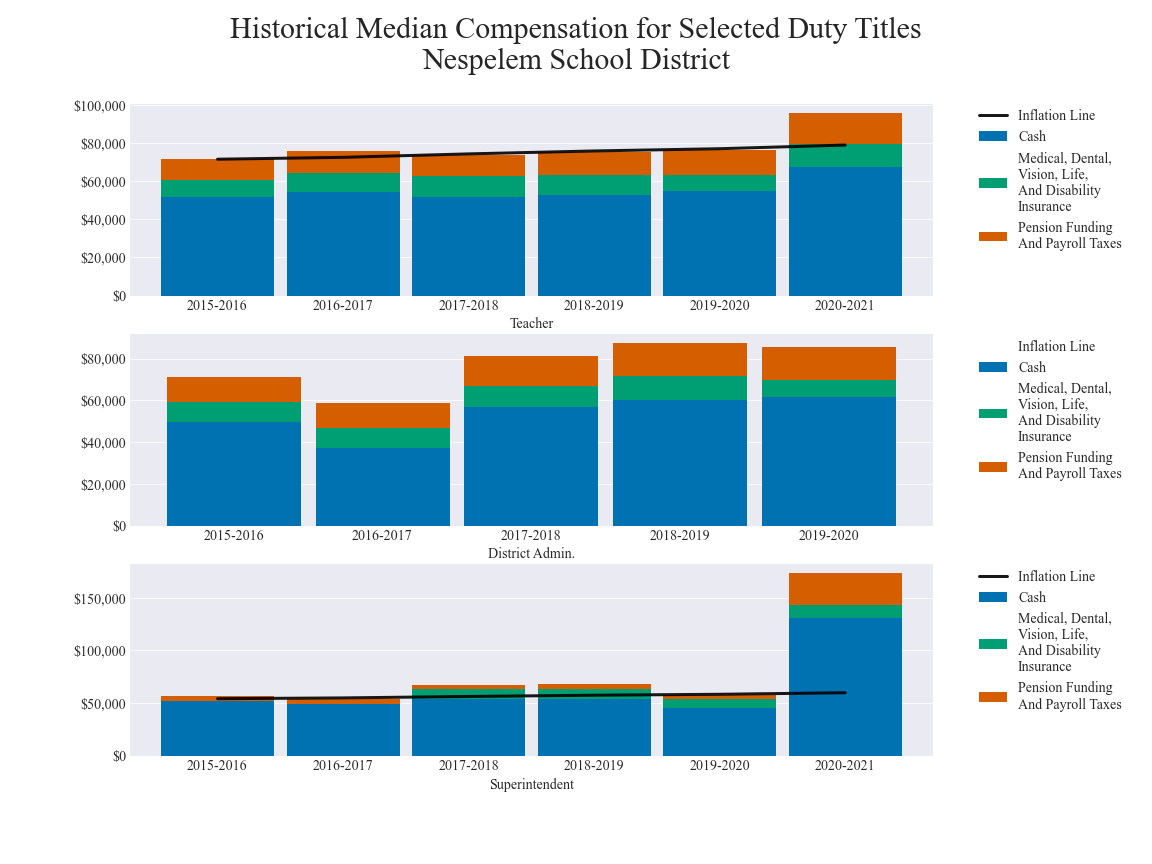 Historical Median Compensation for Selected Duty Titles
Nespelem School District
$100,000
$80,000
$60,000
$40,000
$20,000
$0
2015-2016 2016-2017 2017-2018 2018-2019 2019-2020 2020-2021
Teacher
Inflation Line
Cash
Medical, Dental,
Vision, Life,
And Disability
Insurance
Pension Funding
And Payroll Taxes
$80,000
$60,000
$40,000
$20,000
$0
2015-2016 2016-2017 2017-2018 2018-2019 2019-2020
District Admin.
Inflation Line
Cash
Medical, Dental,
Vision, Life,
And Disability
Insurance
Pension Funding
And Payroll Taxes
$150,000
$100,000
$50,000
$0
2015-2016 2016-2017 2017-2018 2018-2019 2019-2020 2020-2021
Superintendent
Inflation Line
Cash
Medical, Dental,
Vision, Life,
And Disability
Insurance
Pension Funding
And Payroll Taxes